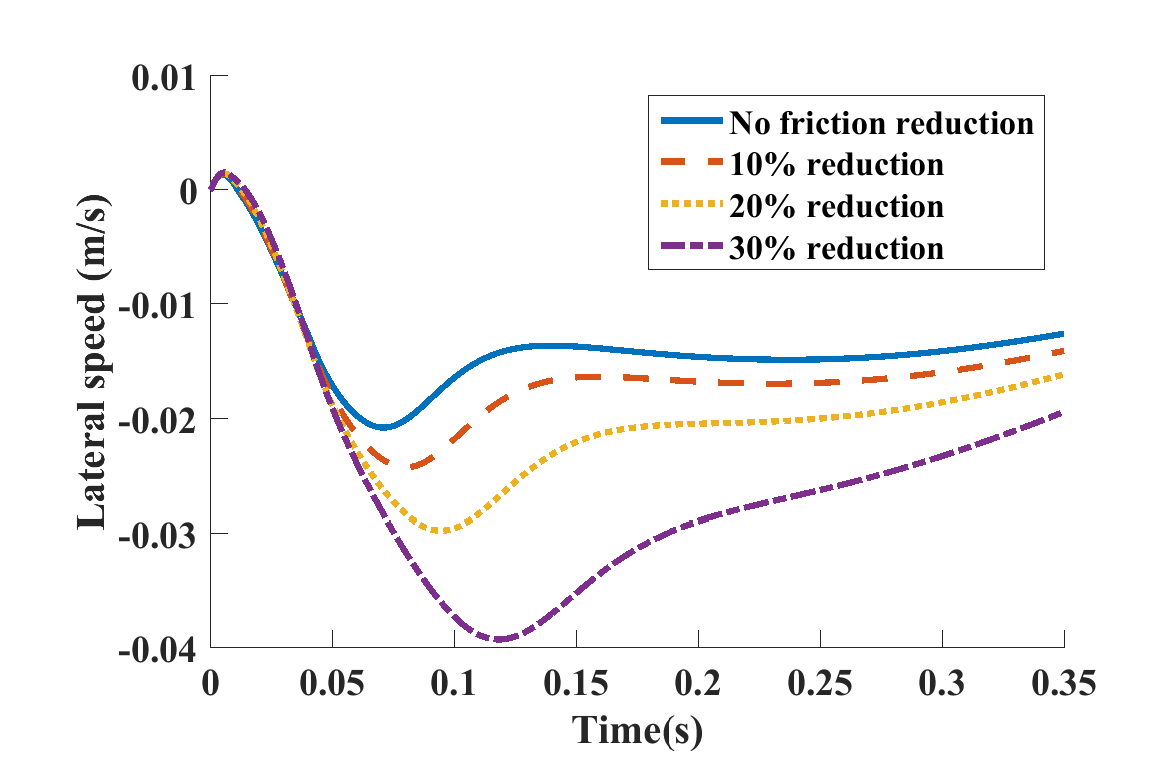 0.01
0
-0.01
-0.02
-0.03
-0.04
Lateral speed (m/s)
No friction reduction
10% reduction
20% reduction
30% reduction
0 0.05 0.1 0.15 0.2 0.25 0.3 0.35
Time(s)